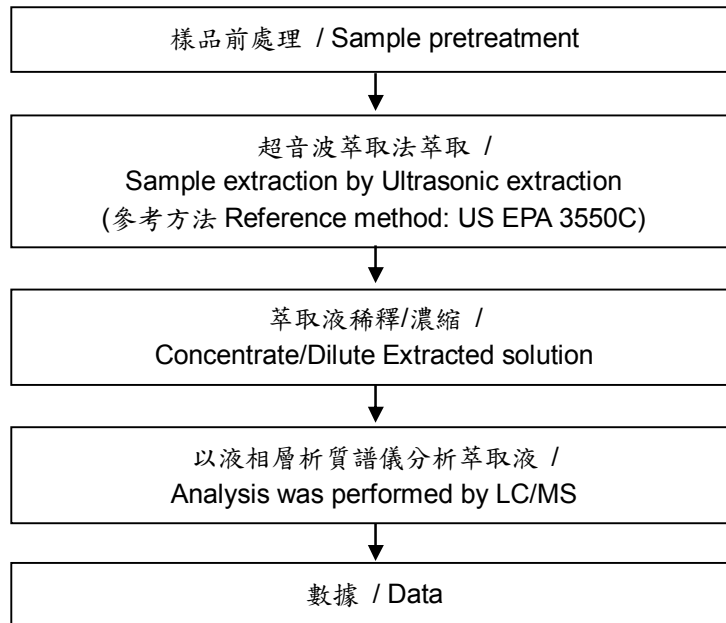 樣品前處理 / Sample pretreatment
超音波萃取法萃取 /
Sample extraction by Ultrasonic extraction
(參考方法 Reference method: US EPA 3550C)
萃取液稀釋/濃縮 /
Concentrate/Dilute Extracted solution
以液相層析質譜儀分析萃取液 /
Analysis was performed by LC/MS
數據 / Data